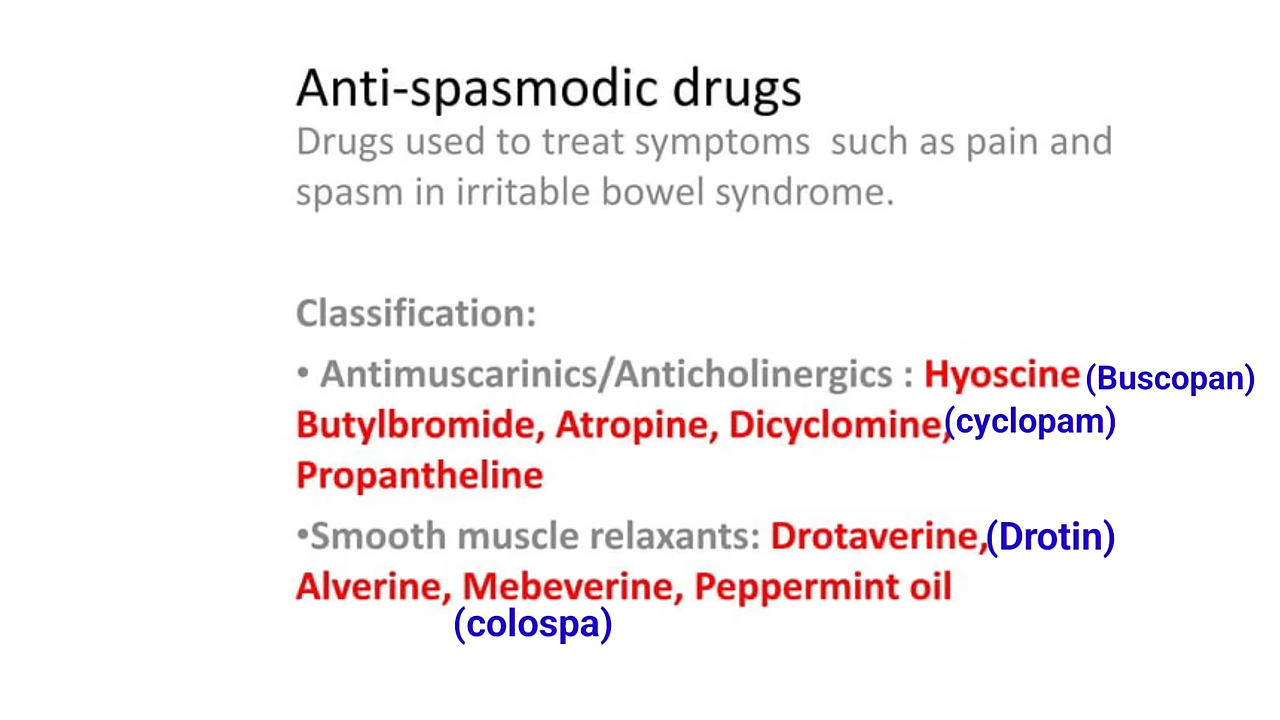 Anti-spasmodic drugs
Drugs used to treat symptoms such as pain and
spasm in irritable bowel syndrome.
Classification:
• Antimuscarinics/Anticholinergics : Hyoscine (Buscopan)
Butylbromide, Atropine, Dicyclomine, (cyclopam)
Propantheline
•Smooth muscle relaxants: Drotaverine, (Drotin)
Alverine, Mebeverine, Peppermint oil
(colospa)